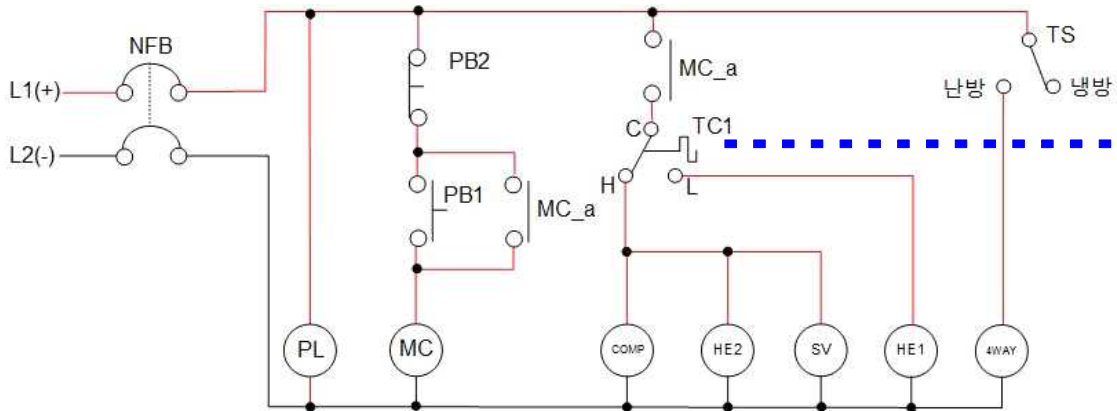 NFB
L1(+)
L2(-)
PB2
PB1
MC_a
MC_a
C
TC1
H
L
TS
난방
냉방
PL
MC
COMP
HE2
SV
HE1
4WAY